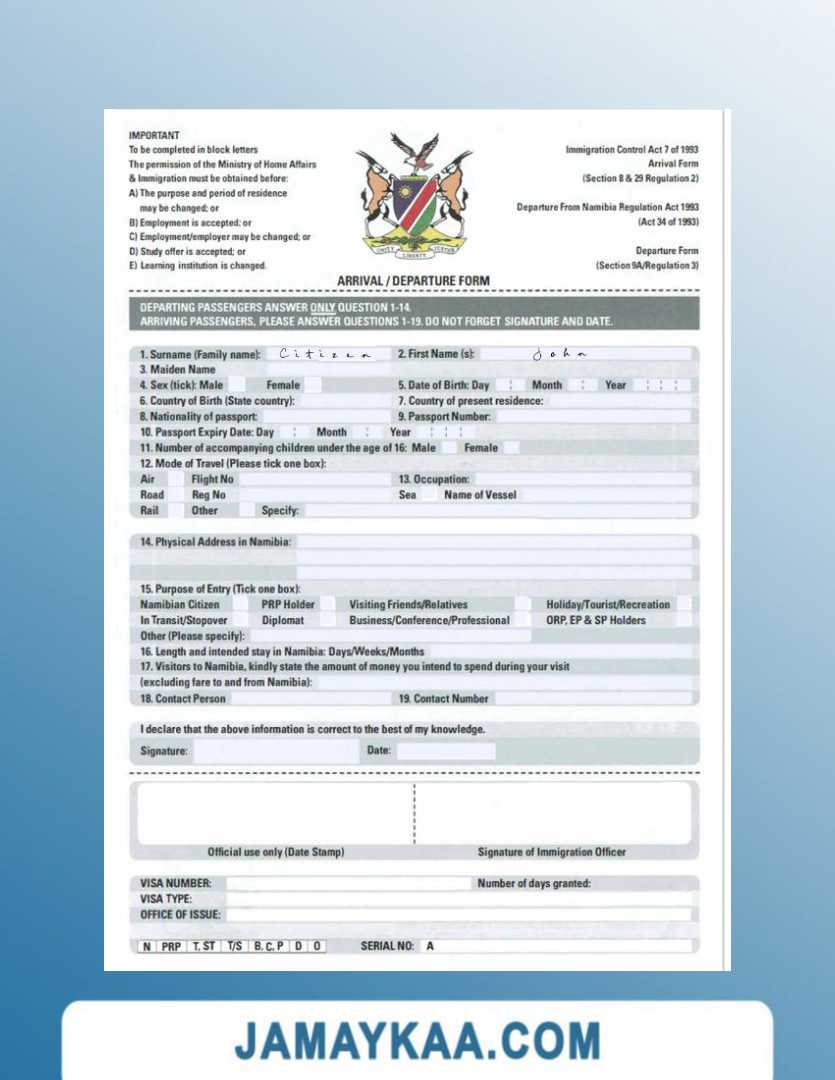 IMPORTANT
To be completed in block letters
The permission of the Ministry of Home Affairs
& Immigration must be obtained before:
A) The purpose and period of residence
may be changed; or
B) Employment is accepted; or
C) Employment/employer may be changed; or
D) Study offer is accepted; or
E) Learning institution is changed.
Immigration Control Act 7 of 1993
Arrival Form
(Section 8 & 29 Regulation 2)
Departure From Namibia Regulation Act 1993
(Act 34 of 1993)
Departure Form
(Section 9A/Regulation 3)
UNITY LIBERTY JUSTICE
ARRIVAL / DEPARTURE FORM
DEPARTING PASSENGERS ANSWER ONLY QUESTION 1-14.
ARRIVING PASSENGERS, PLEASE ANSWER QUESTIONS 1-19. DO NOT FORGET SIGNATURE AND DATE.
1. Surname (Family name): Citizen 2. First Name (s): John
3. Maiden Name
4. Sex (tick): Male Female 5. Date of Birth: Day Month Year
6. Country of Birth (State country): 7. Country of present residence:
8. Nationality of passport: 9. Passport Number:
10. Passport Expiry Date: Day Month Year
11. Number of accompanying children under the age of 16: Male Female
12. Mode of Travel (Please tick one box):
Air Flight No 13. Occupation:
Road Reg No Sea Name of Vessel
Rail Other Specify:
14. Physical Address in Namibia:
15. Purpose of Entry (Tick one box):
Namibian Citizen PRP Holder Visiting Friends/Relatives Holiday/Tourist/Recreation
In Transit/Stopover Diplomat Business/Conference/Professional ORP, EP & SP Holders
Other (Please specify):
16. Length and intended stay in Namibia: Days/Weeks/Months
17. Visitors to Namibia, kindly state the amount of money you intend to spend during your visit
(excluding fare to and from Namibia):
18. Contact Person 19. Contact Number
I declare that the above information is correct to the best of my knowledge.
Signature: Date:
Official use only (Date Stamp) Signature of Immigration Officer
VISA NUMBER: Number of days granted:
VISA TYPE:
OFFICE OF ISSUE:
N PRP T, ST T/S B, C, P D O SERIAL NO: A
JAMAYKAA.COM